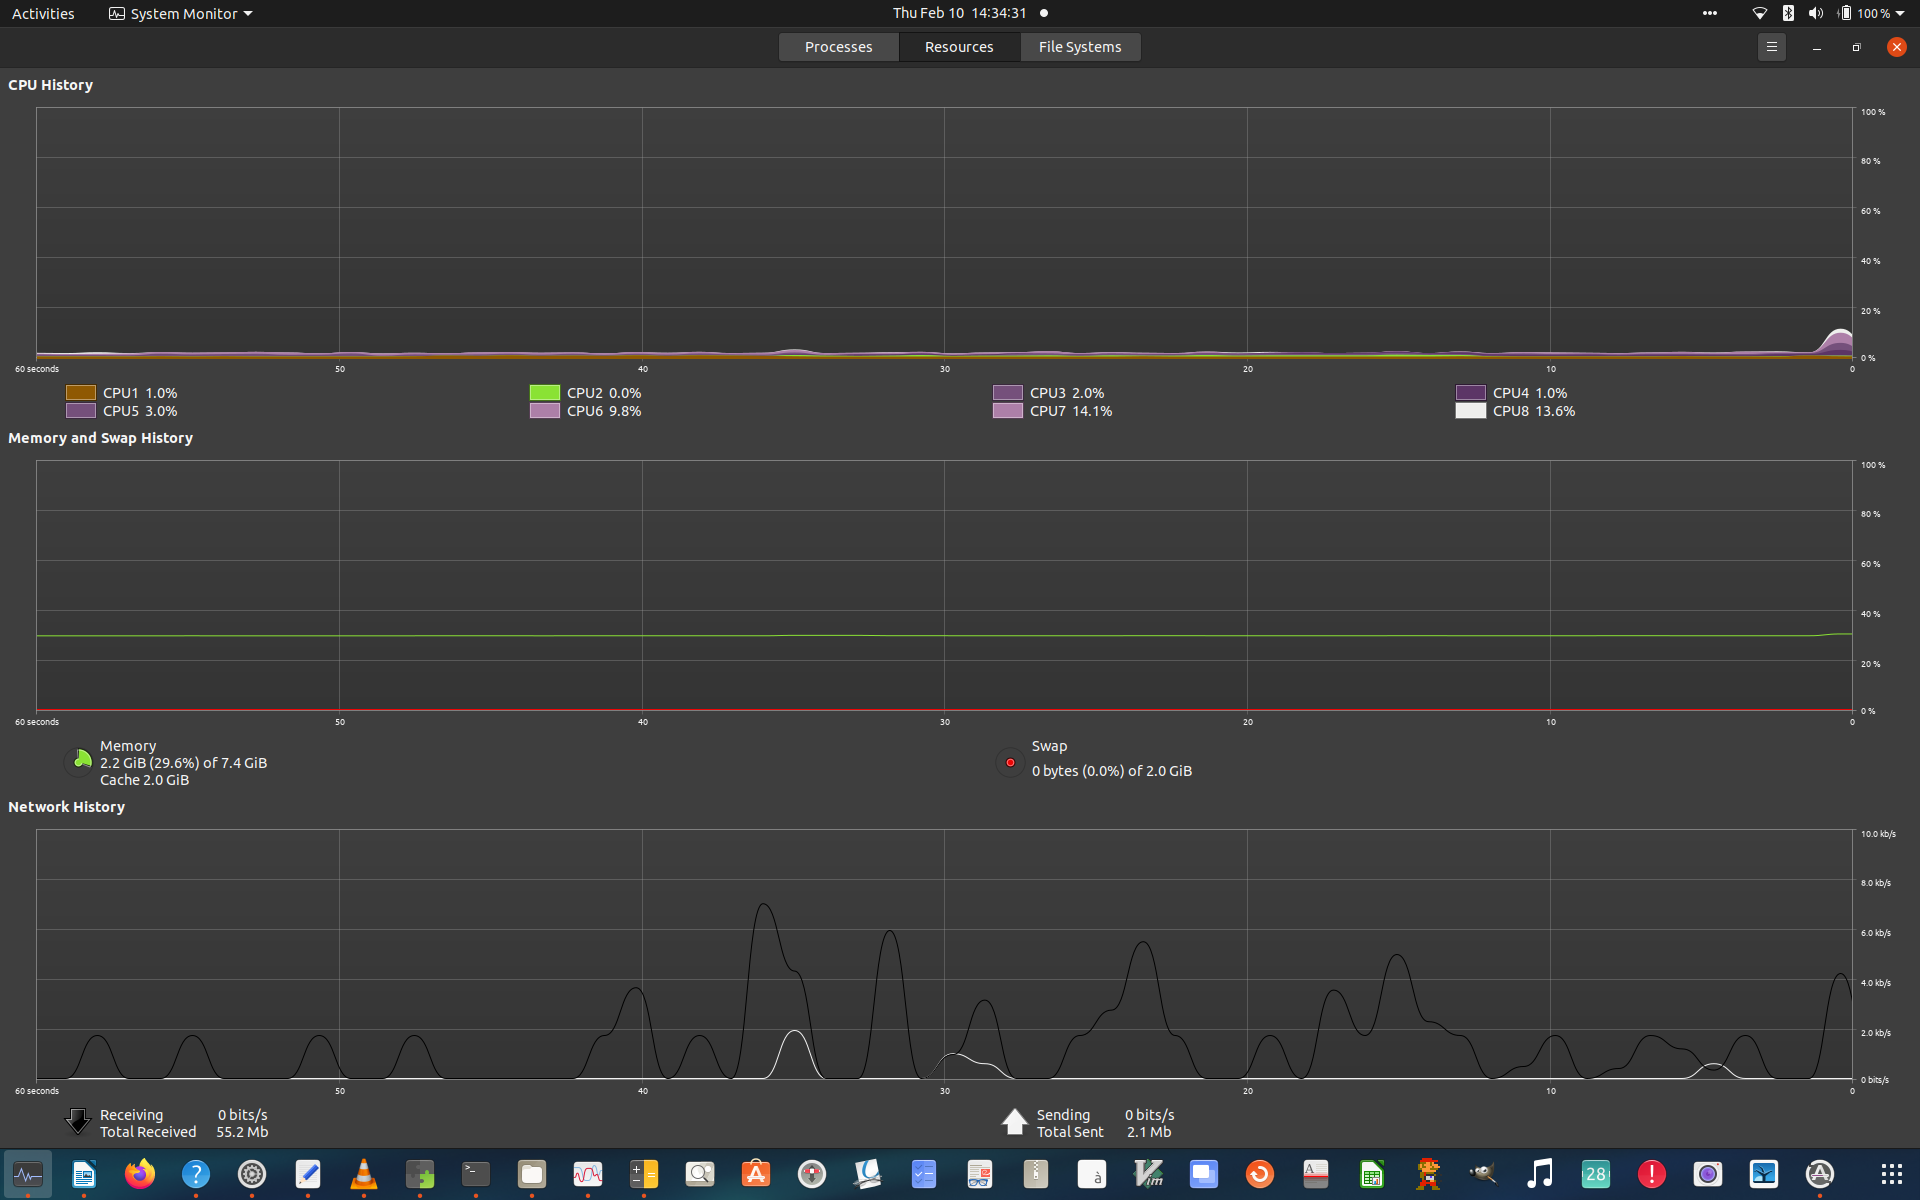 Activities
System Monitor
Thu Feb 10 14:34:31
100 %
Processes
Resources
File Systems
CPU History
100 %
80 %
60 %
40 %
20 %
0 %
60 seconds 50 40 30 20 10 0
CPU1 1.0% CPU2 0.0% CPU3 2.0% CPU4 1.0%
CPU5 3.0% CPU6 9.8% CPU7 14.1% CPU8 13.6%
Memory and Swap History
100 %
80 %
60 %
40 %
20 %
0 %
60 seconds 50 40 30 20 10 0
Memory
2.2 GiB (29.6%) of 7.4 GiB
Cache 2.0 GiB
Swap
0 bytes (0.0%) of 2.0 GiB
Network History
10.0 kb/s
8.0 kb/s
6.0 kb/s
4.0 kb/s
2.0 kb/s
0 bits/s
60 seconds 50 40 30 20 10 0
Receiving 0 bits/s
Total Received 55.2 Mb
Sending 0 bits/s
Total Sent 2.1 Mb
?
>_
à
Vim
A
28
!